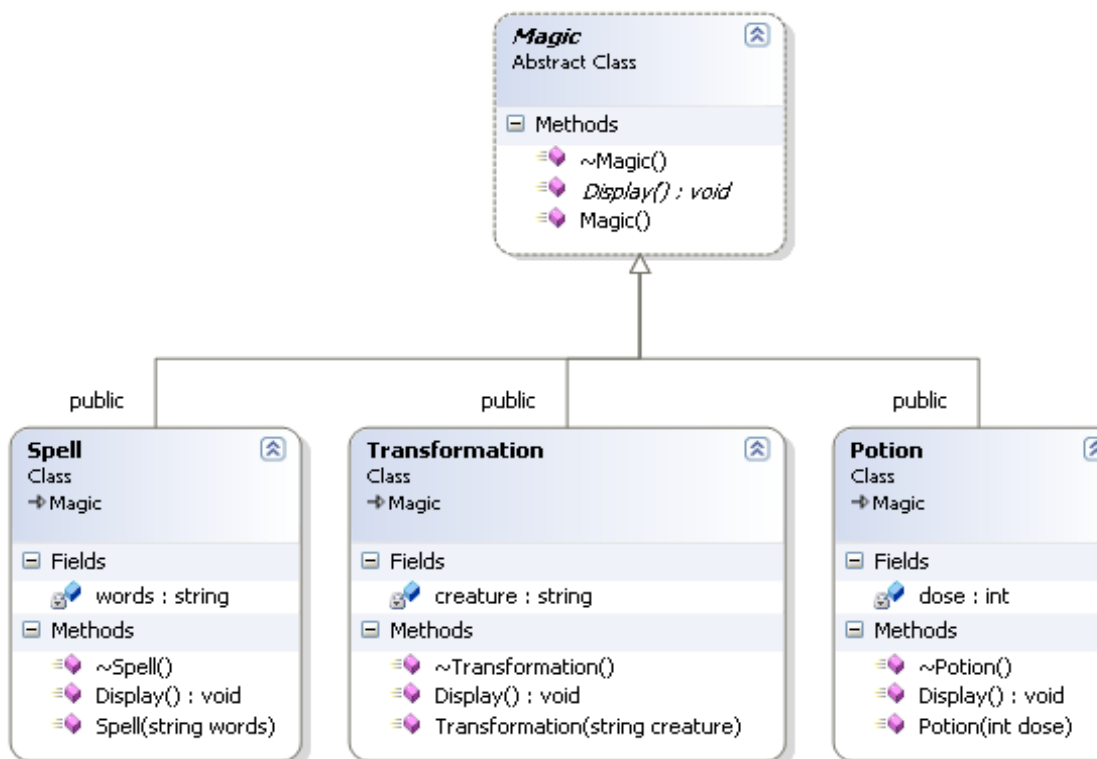 Magic
Abstract Class
Methods
~Magic()
Display() : void
Magic()
public
public
public
Spell
Class
Magic
Fields
words : string
Methods
~Spell()
Display() : void
Spell(string words)
Transformation
Class
Magic
Fields
creature : string
Methods
~Transformation()
Display() : void
Transformation(string creature)
Potion
Class
Magic
Fields
dose : int
Methods
~Potion()
Display() : void
Potion(int dose)